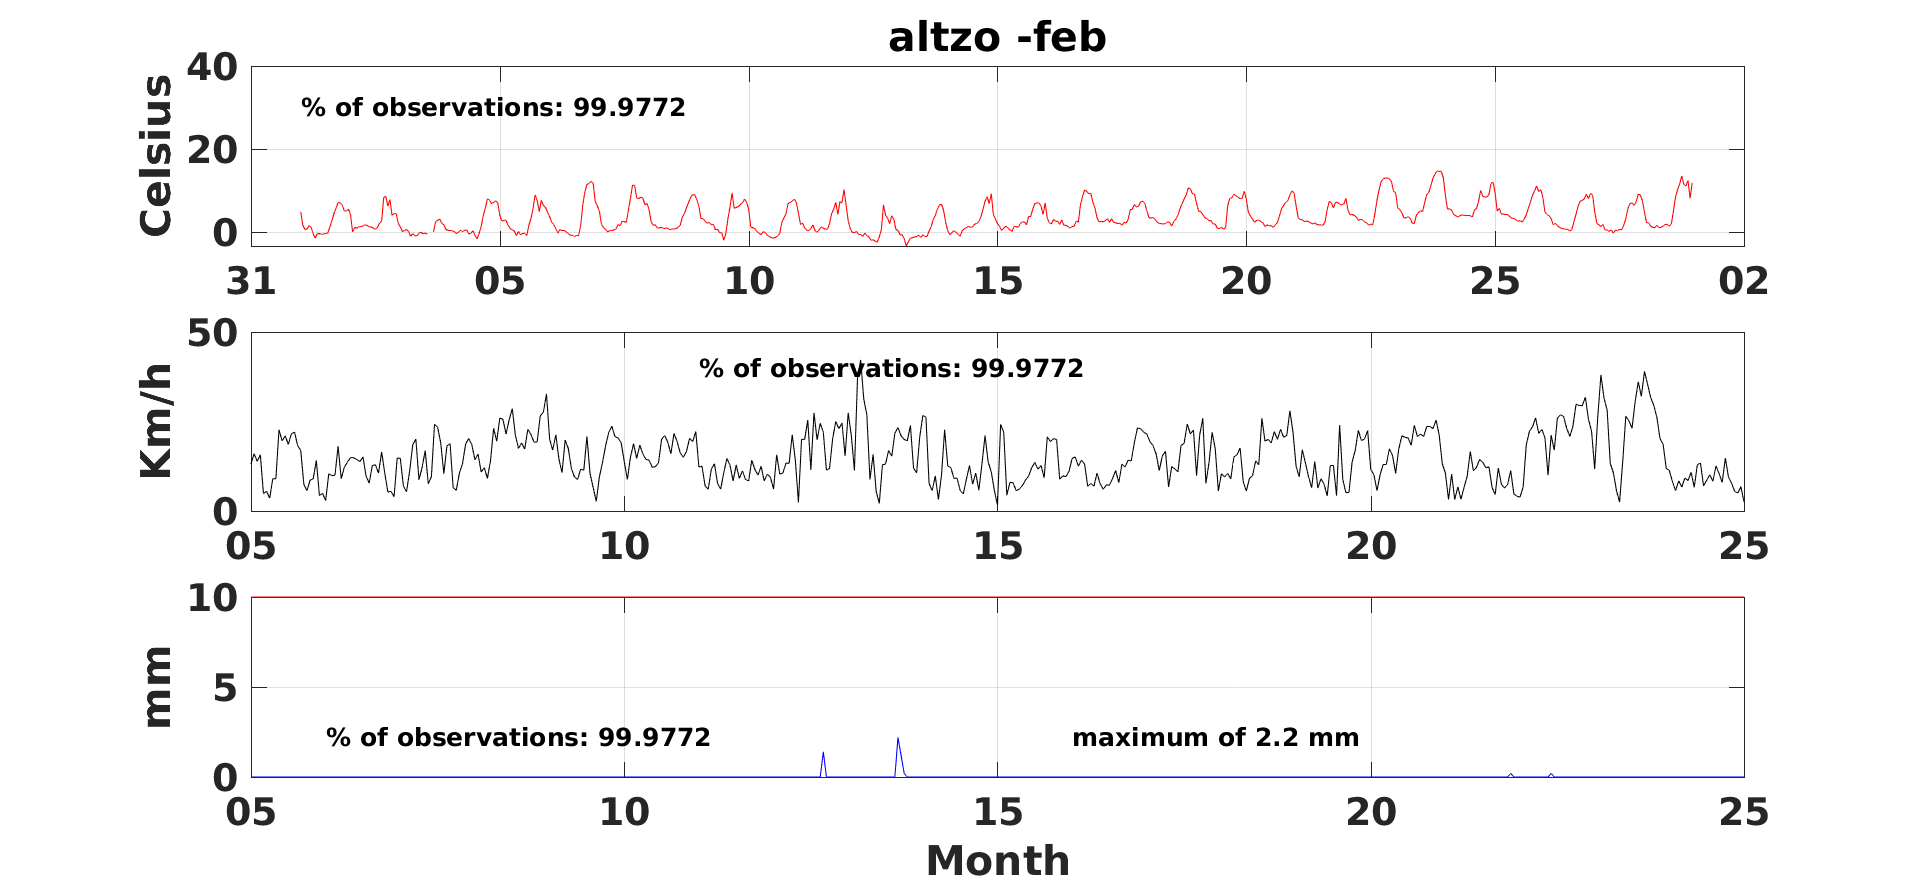 altzo -feb
40
20
0
Celsius
% of observations: 99.9772
31 05 10 15 20 25 02
50
0
Km/h
% of observations: 99.9772
05 10 15 20 25
10
5
0
mm
% of observations: 99.9772 maximum of 2.2 mm
05 10 15 20 25
Month